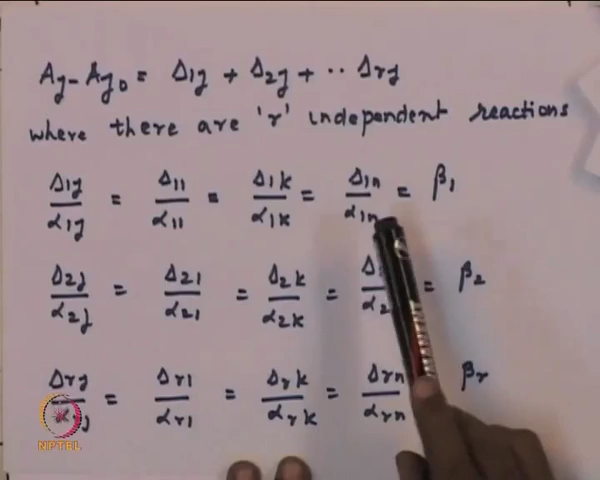 Aj - Aj0 = Δ1j + Δ2j + .. Δrj
where there are 'r' independent reactions
Δ1j/α1j = Δ11/α11 = Δ1k/α1k = Δ1n/α1n = β1
Δ2j/α2j = Δ21/α21 = Δ2k/α2k = = β2
Δrj = Δr1/αr1 = Δrk/αrk = Δrn/αrn βr
NPTEL